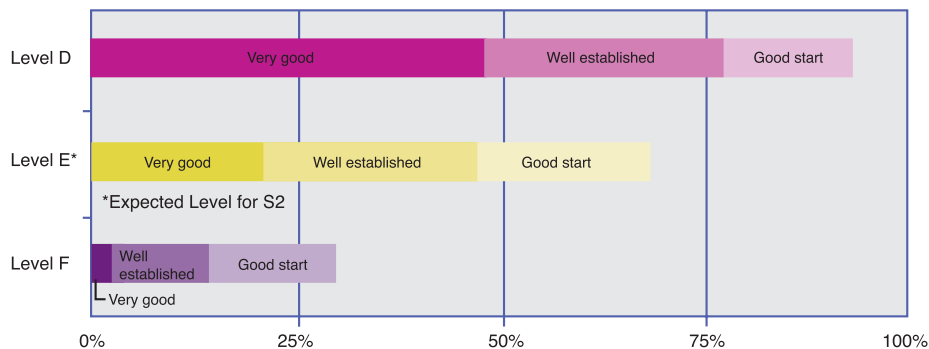 Level D
Very good
Well established
Good start
Level E*
Very good
Well established
Good start
*Expected Level for S2
Level F
Well
established
Good start
Very good
0%
25%
50%
75%
100%